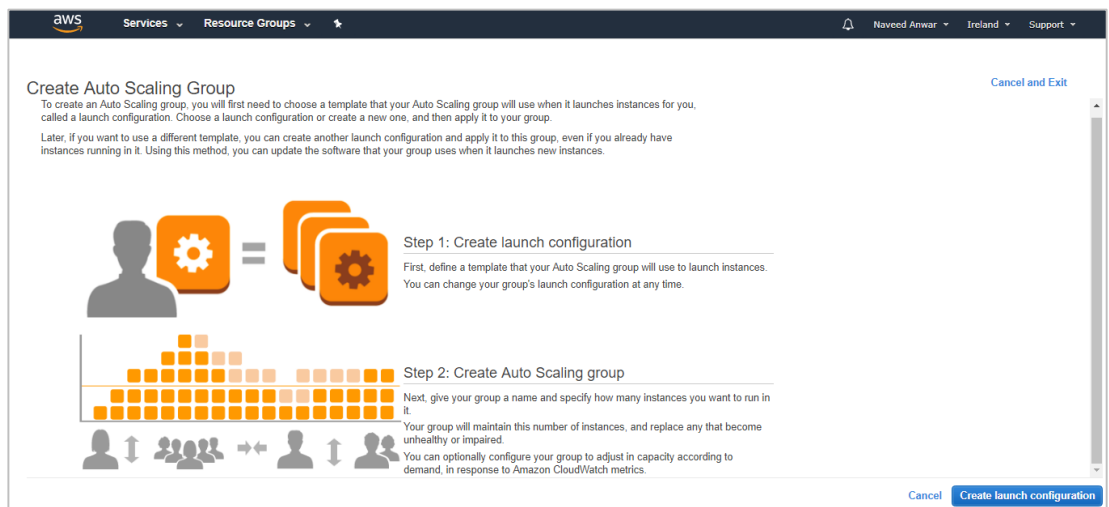 aws Services Resource Groups Naveed Anwar Ireland Support
Create Auto Scaling Group
Cancel and Exit
To create an Auto Scaling group, you will first need to choose a template that your Auto Scaling group will use when it launches instances for you,
called a launch configuration. Choose a launch configuration or create a new one, and then apply it to your group.
Later, if you want to use a different template, you can create another launch configuration and apply it to this group, even if you already have
instances running in it. Using this method, you can update the software that your group uses when it launches new instances.
Step 1: Create launch configuration
First, define a template that your Auto Scaling group will use to launch instances.
You can change your group's launch configuration at any time.
Step 2: Create Auto Scaling group
Next, give your group a name and specify how many instances you want to run in
it.
Your group will maintain this number of instances, and replace any that become
unhealthy or impaired.
You can optionally configure your group to adjust in capacity according to
demand, in response to Amazon CloudWatch metrics.
Cancel Create launch configuration